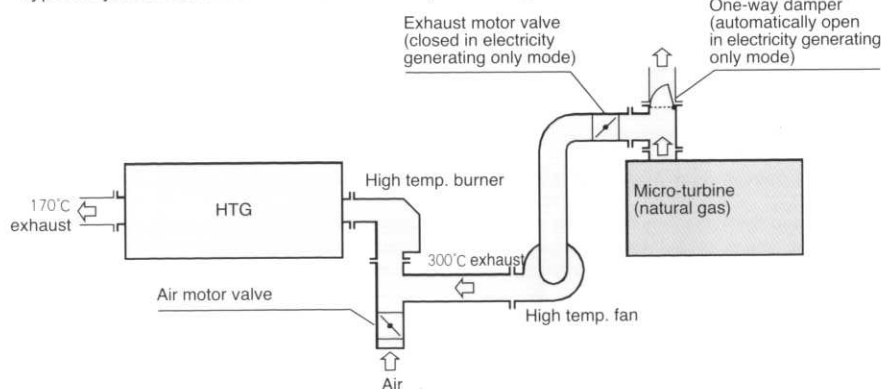 Exhaust motor valve
(closed in electricity
generating only mode)
One-way damper
(automatically open
in electricity generating
only mode)
High temp. burner
170°C
exhaust
HTG
Micro-turbine
(natural gas)
300°C exhaust
Air motor valve
High temp. fan
Air